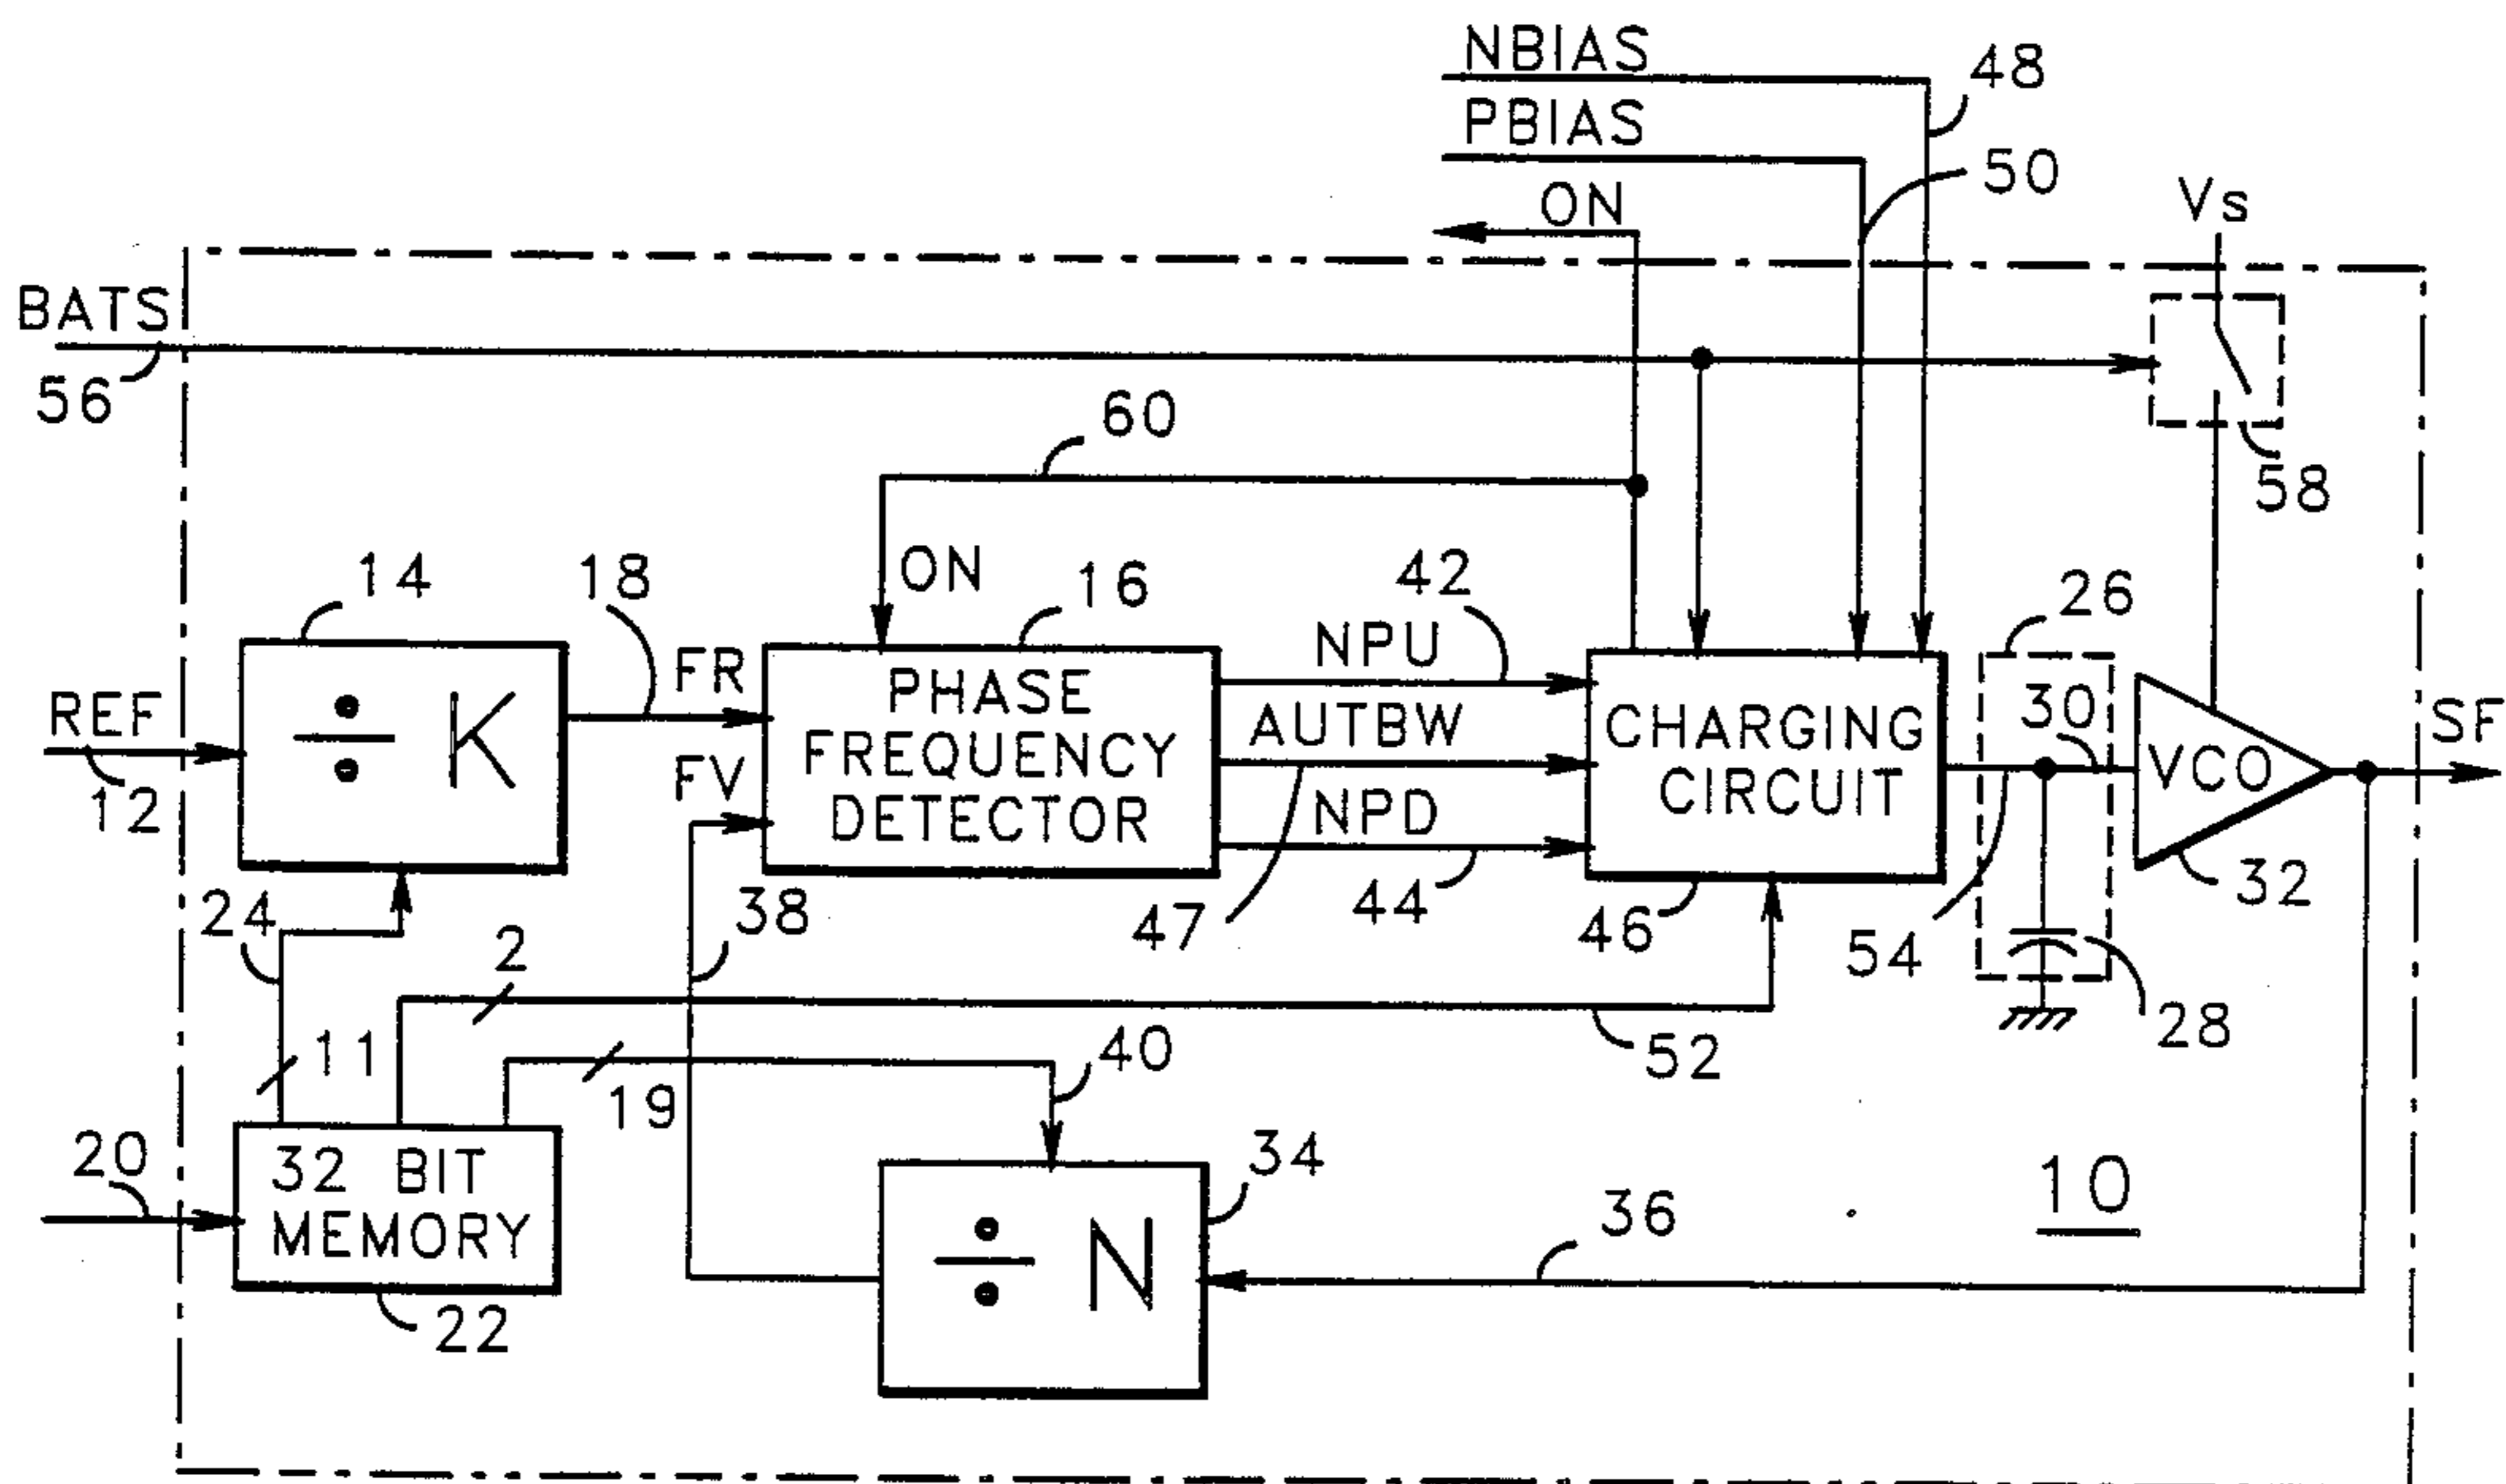 NBIAS
48
PBIAS
50
ON
Vs
BATS
56
60
58
ON
14
18
16
42
26
REF
12
÷ K
FR
FV
PHASE
FREQUENCY
DETECTOR
NPU
AUTBW
NPD
CHARGING
CIRCUIT
30
VCO
SF
32
24
38
47
44
46
54
28
2
52
11
40
19
20
32 BIT
MEMORY
22
÷ N
34
36
10